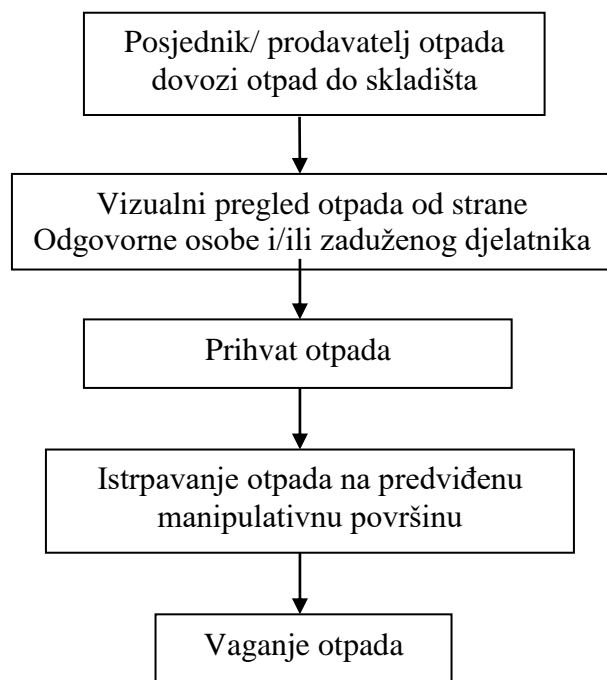 Posjednik/ prodavatelj otpada
dovozi otpad do skladišta
Vizualni pregled otpada od strane
Odgovorne osobe i/ili zaduženog djelatnika
Prihvat otpada
Istrpavanje otpada na predviđenu
manipulativnu površinu
Vaganje otpada